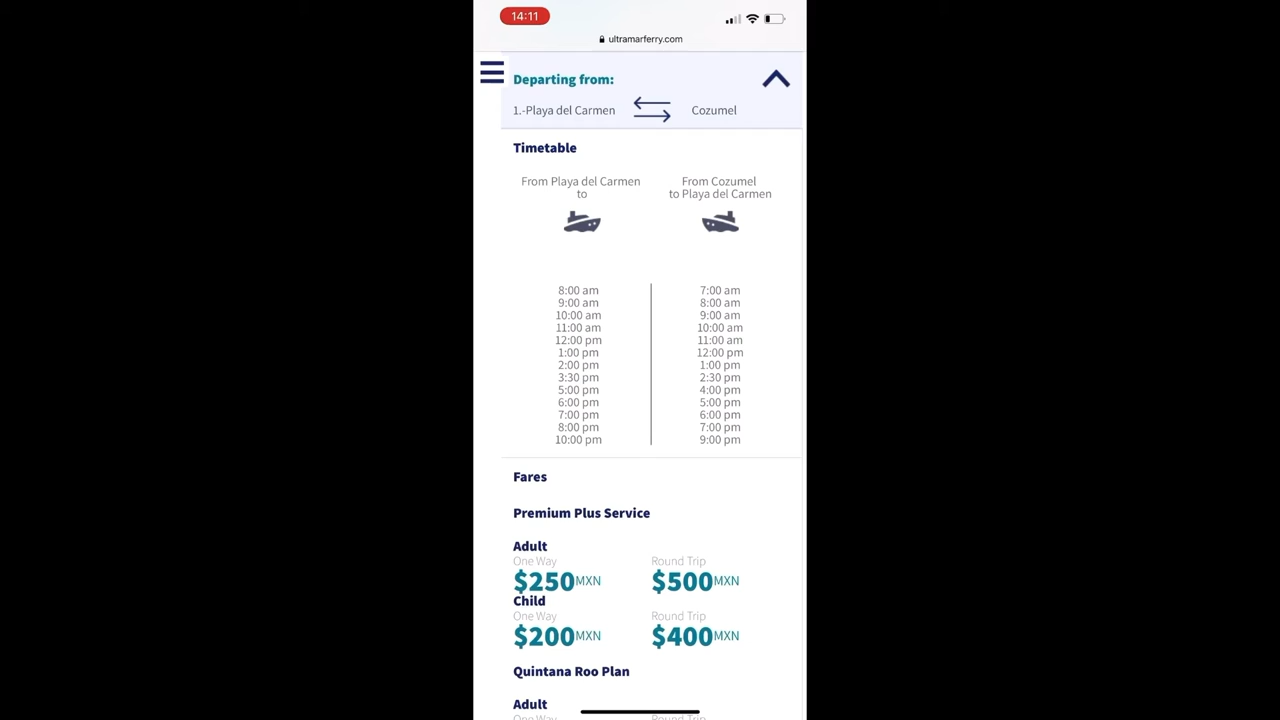 14:11
ultramarferry.com
Departing from:
1.-Playa del Carmen Cozumel
Timetable
From Playa del Carmen
to
From Cozumel
to Playa del Carmen
8:00 am 7:00 am
9:00 am 8:00 am
10:00 am 9:00 am
11:00 am 10:00 am
12:00 pm 11:00 am
1:00 pm 12:00 pm
2:00 pm 1:00 pm
3:30 pm 2:30 pm
5:00 pm 4:00 pm
6:00 pm 5:00 pm
7:00 pm 6:00 pm
8:00 pm 7:00 pm
10:00 pm 9:00 pm
Fares
Premium Plus Service
Adult
One Way Round Trip
$250MXN $500MXN
Child
One Way Round Trip
$200MXN $400MXN
Quintana Roo Plan
Adult
One Way Round Trip